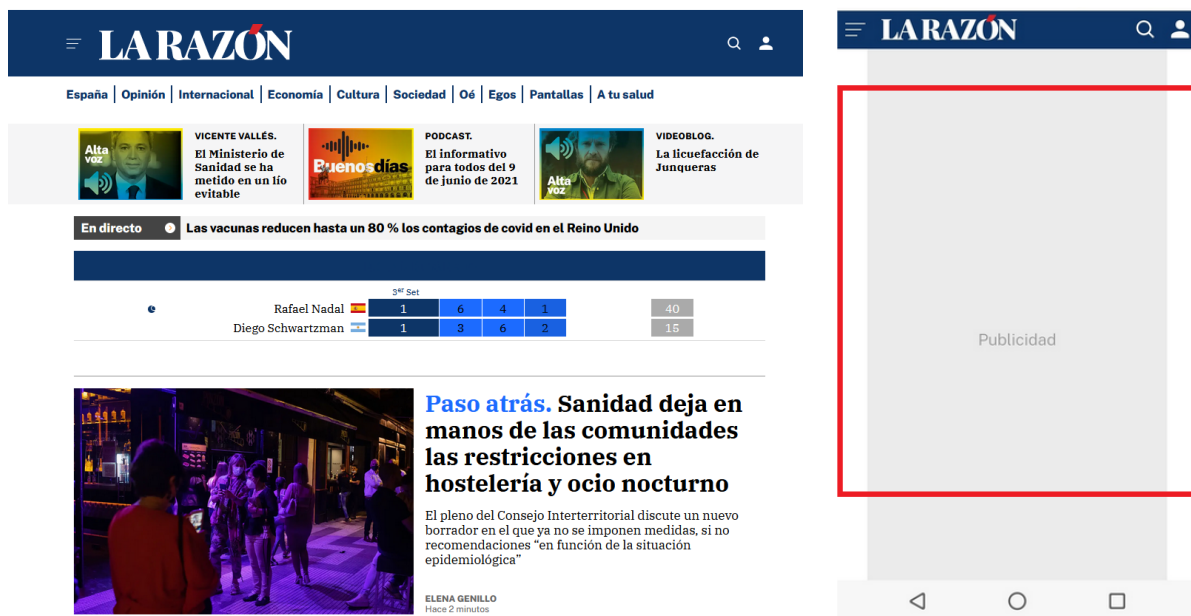 LA RAZÓN
España | Opinión | Internacional | Economía | Cultura | Sociedad | Oé | Egos | Pantallas | A tu salud
Alta
voz
VICENTE VALLÉS.
El Ministerio de
Sanidad se ha
metido en un lío
evitable
Buenosdías
PODCAST.
El informativo
para todos del 9
de junio de 2021
Alta
voz
VIDEOBLOG.
La licuefacción de
Junqueras
En directo Las vacunas reducen hasta un 80 % los contagios de covid en el Reino Unido
3er Set
Rafael Nadal 1 6 4 1 40
Diego Schwartzman 1 3 6 2 15
Paso atrás. Sanidad deja en
manos de las comunidades
las restricciones en
hostelería y ocio nocturno
El pleno del Consejo Interterritorial discute un nuevo
borrador en el que ya no se imponen medidas, si no
recomendaciones “en función de la situación
epidemiológica”
ELENA GENILLO
Hace 2 minutos
LA RAZÓN
Publicidad